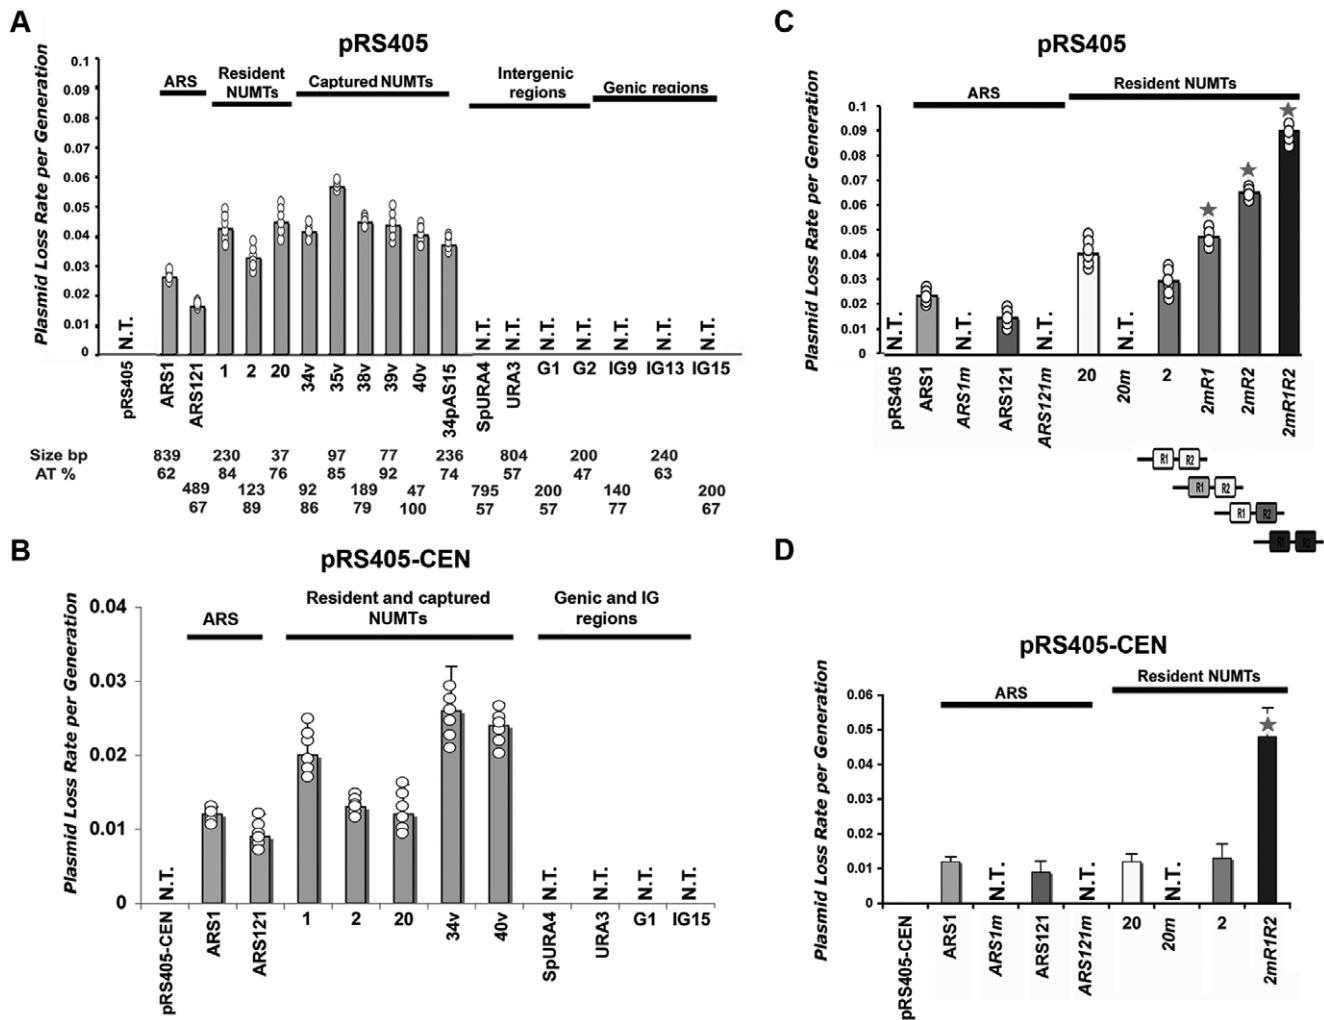 A
pRS405
Plasmid Loss Rate per Generation
0.1
0.09
0.08
0.07
0.06
0.05
0.04
0.03
0.02
0.01
0
ARS
Resident
NUMTs
Captured NUMTs
Intergenic
regions
Genic regions
N.T.
N.T.
N.T.
N.T.
N.T.
N.T.
N.T.
N.T.
pRS405
ARS1
ARS121
1
2
20
34v
35v
38v
39v
40v
34pAS15
SpURA4
URA3
G1
G2
IG9
IG13
IG15
Size bp 839 230 37 97 77 236 804 200 240
AT % 62 84 76 85 92 74 57 47 63
489 123 92 189 47 795 200 140 200
67 89 86 79 100 57 57 77 67
B
pRS405-CEN
Plasmid Loss Rate per Generation
0.04
0.03
0.02
0.01
0
ARS
Resident and captured
NUMTs
Genic and IG
regions
N.T.
N.T.
N.T.
N.T.
N.T.
pRS405-CEN
ARS1
ARS121
1
2
20
34v
40v
SpURA4
URA3
G1
IG15
C
pRS405
Plasmid Loss Rate per Generation
0.1
0.09
0.08
0.07
0.06
0.05
0.04
0.03
0.02
0.01
0
ARS
Resident NUMTs
N.T.
N.T.
N.T.
N.T.
pRS405
ARS1
ARS1m
ARS121
ARS121m
20
20m
2
2mR1
2mR2
2mR1R2
R1 R2
R1 R2
R1 R2
R1 R2
D
pRS405-CEN
Plasmid Loss Rate per Generation
0.06
0.05
0.04
0.03
0.02
0.01
0
ARS
Resident NUMTs
N.T.
N.T.
N.T.
pRS405-CEN
ARS1
ARS1m
ARS121
ARS121m
20
20m
2
2mR1R2